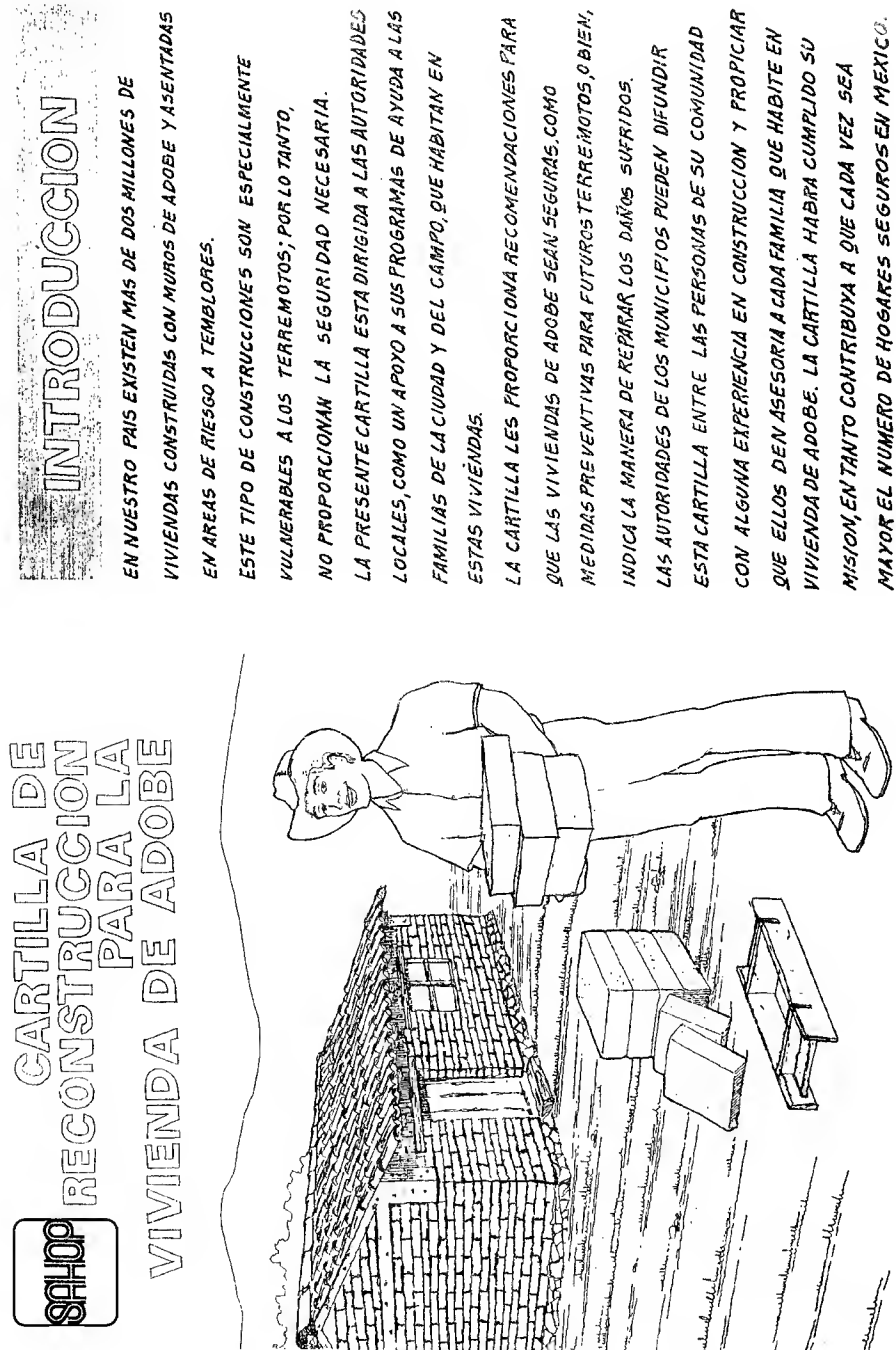 SAHOP
CARTILLA DE
RECONSTRUCCION
PARA LA
VIVIENDA DE ADOBE
INTRODUCCION
EN NUESTRO PAIS EXISTEN MAS DE DOS MILLONES DE
VIVIENDAS CONSTRUIDAS CON MUROS DE ADOBE Y ASENTADAS
EN AREAS DE RIESGO A TEMBLORES.
ESTE TIPO DE CONSTRUCCIONES SON ESPECIALMENTE
VULNERABLES A LOS TERREMOTOS; POR LO TANTO,
NO PROPORCIONAN LA SEGURIDAD NECESARIA.
LA PRESENTE CARTILLA ESTA DIRIGIDA A LAS AUTORIDADES
LOCALES, COMO UN APOYO A SUS PROGRAMAS DE AYUDA A LAS
FAMILIAS DE LA CIUDAD Y DEL CAMPO, QUE HABITAN EN
ESTAS VIVIENDAS.
LA CARTILLA LES PROPORCIONA RECOMENDACIONES PARA
QUE LAS VIVIENDAS DE ADOBE SEAN SEGURAS, COMO
MEDIDAS PREVENTIVAS PARA FUTUROS TERREMOTOS, O BIEN,
INDICA LA MANERA DE REPARAR LOS DAÑOS SUFRIDOS.
LAS AUTORIDADES DE LOS MUNICIPIOS PUEDEN DIFUNDIR
ESTA CARTILLA ENTRE LAS PERSONAS DE SU COMUNIDAD
CON ALGUNA EXPERIENCIA EN CONSTRUCCION Y PROPICIAR
QUE ELLOS DEN ASESORIA A CADA FAMILIA QUE HABITE EN
VIVIENDA DE ADOBE. LA CARTILLA HABRA CUMPLIDO SU
MISION, EN TANTO CONTRIBUYA A QUE CADA VEZ SEA
MAYOR EL NUMERO DE HOGARES SEGUROS EN MEXICO.